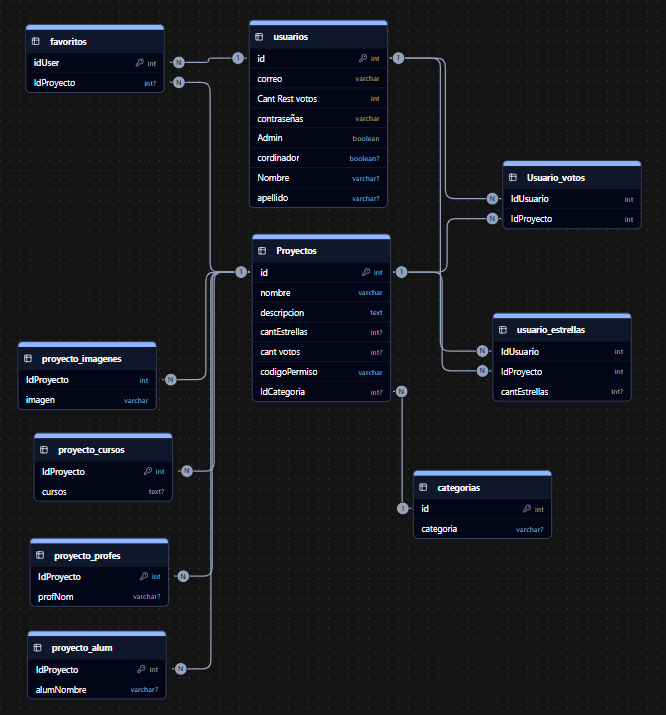 favoritos
idUser int
IdProyecto int?
usuarios
id int
correo varchar
Cant Rest votos int
contraseñas varchar
Admin boolean
cordinador boolean?
Nombre varchar?
apellido varchar?
Usuario_votos
IdUsuario int
IdProyecto int
Proyectos
id int
nombre varchar
descripcion text
cantEstrellas int?
cant votos int?
codigoPermiso varchar
IdCategoria int?
usuario_estrellas
IdUsuario int
IdProyecto int
cantEstrellas int?
proyecto_imagenes
IdProyecto int
imagen varchar
proyecto_cursos
IdProyecto int
cursos text?
categorias
id int
categoria varchar?
proyecto_profes
IdProyecto int
profNom varchar?
proyecto_alum
IdProyecto int
alumNombre varchar?
N
1
1
N
N
N
1
1
N
N
N
N
N
1
N
N